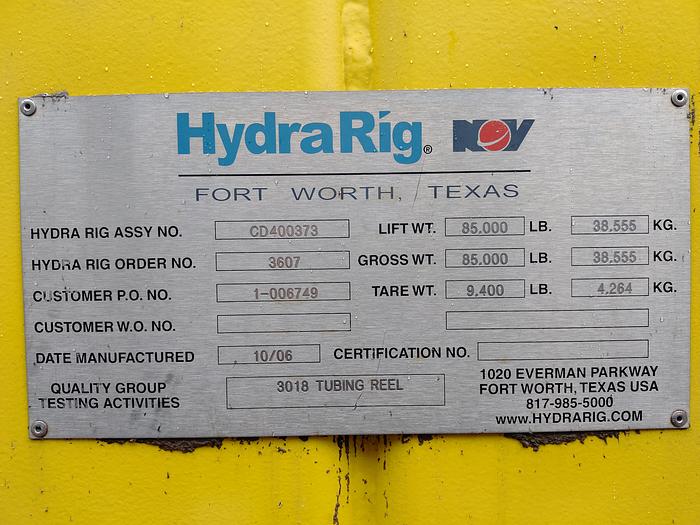 HydraRig® NOV
FORT WORTH, TEXAS
HYDRA RIG ASSY NO. CD400373 LIFT WT. 85.000 LB. 38.555 KG.
HYDRA RIG ORDER NO. 3607 GROSS WT. 85.000 LB. 38.555 KG.
CUSTOMER P.O. NO. 1-006749 TARE WT. 9.400 LB. 4.264 KG.
CUSTOMER W.O. NO.
DATE MANUFACTURED 10/06 CERTIFICATION NO.
QUALITY GROUP
TESTING ACTIVITIES
3018 TUBING REEL
1020 EVERMAN PARKWAY
FORT WORTH, TEXAS USA
817-985-5000
www.HYDRARIG.COM